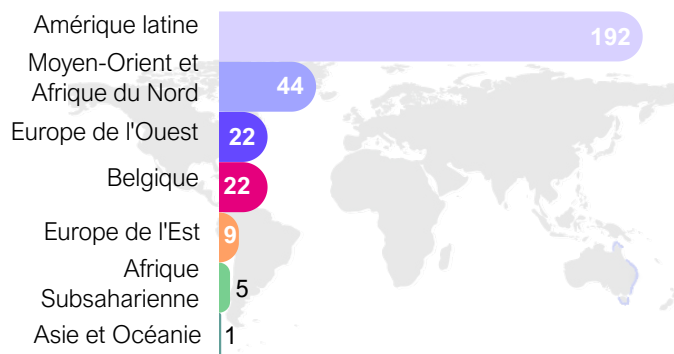 Amérique latine 192
Moyen-Orient et
Afrique du Nord 44
Europe de l'Ouest 22
Belgique 22
Europe de l'Est 9
Afrique
Subsaharienne 5
Asie et Océanie 1